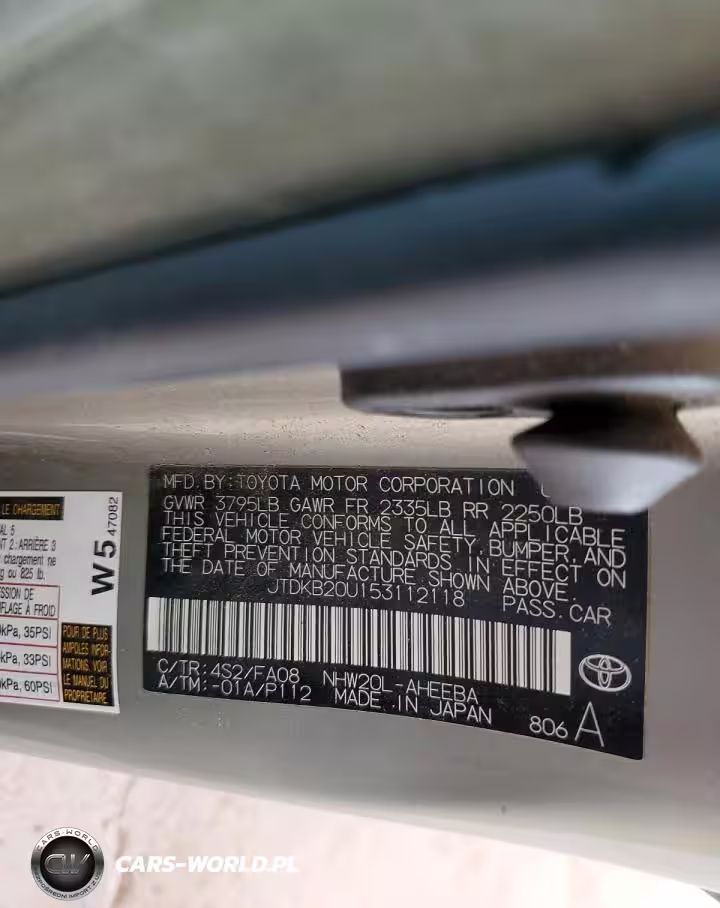 LE CHARGEMENT
AL 5
NT 2: ARRIÈRE 3
chargement ne
g ou 825 lb.
W5 47082
ESSION DE
FLAGE À FROID
kPa, 35PSI
kPa, 33PSI
kPa, 60PSI
POUR DE PLUS
AMPLES INFOR-
MATIONS, VOIR
LE MANUEL DU
PROPRIÉTAIRE
MFD. BY: TOYOTA MOTOR CORPORATION
GVWR 3795LB GAWR FR 2335LB RR 2250LB
THIS VEHICLE CONFORMS TO ALL APPLICABLE
FEDERAL MOTOR VEHICLE SAFETY, BUMPER, AND
THEFT PREVENTION STANDARDS IN EFFECT ON
THE DATE OF MANUFACTURE SHOWN ABOVE.
JTDKB20U153112118 PASS. CAR
C/TR: 4S2/FA08 NHW20L-AHEEBA
A/TM: -01A/P112 MADE IN JAPAN
806 A
CARS-WORLD
CW
CARS-WORLD.PL